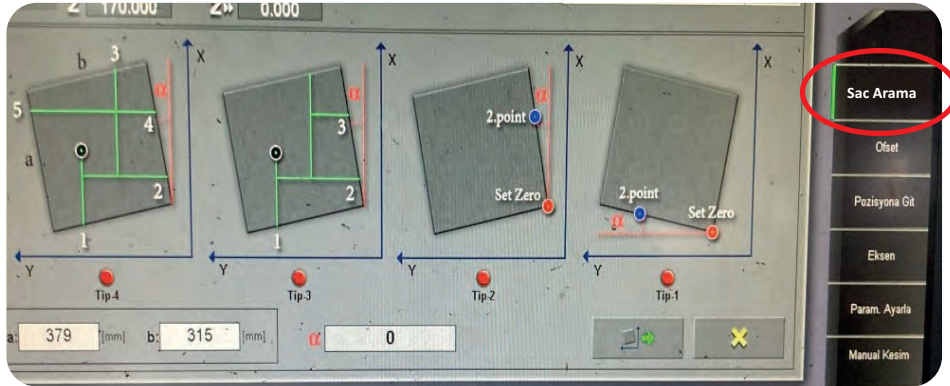 Z 170.000 Z» 0.000
b 3 α 5 4 a 2 1 X Y
α 3 2 1 X Y
α 2.point Set Zero X Y
2.point Set Zero α X Y
Tip-4 Tip-3 Tip-2 Tip-1
a: 379 [mm] b: 315 [mm] α 0
Sac Arama
Ofset
Pozisyona Git
Eksen
Param. Ayarla
Manual Kesim